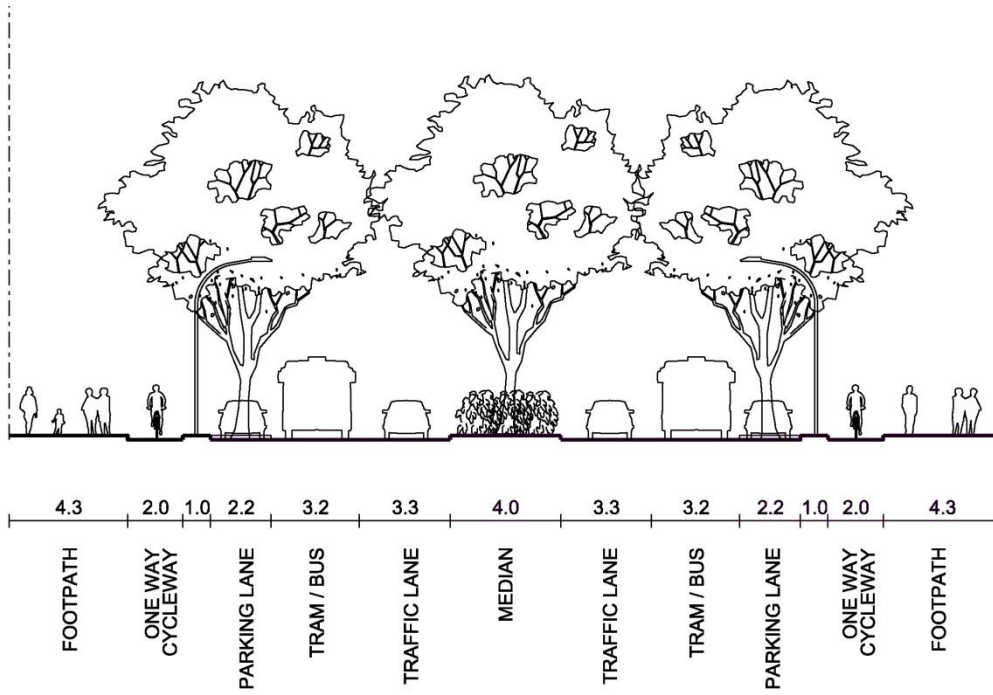 4.3 2.0 1.0 2.2 3.2 3.3 4.0 3.3 3.2 2.2 1.0 2.0 4.3
FOOTPATH
ONE WAY
CYCLEWAY
PARKING LANE
TRAM / BUS
TRAFFIC LANE
MEDIAN
TRAFFIC LANE
TRAM / BUS
PARKING LANE
ONE WAY
CYCLEWAY
FOOTPATH